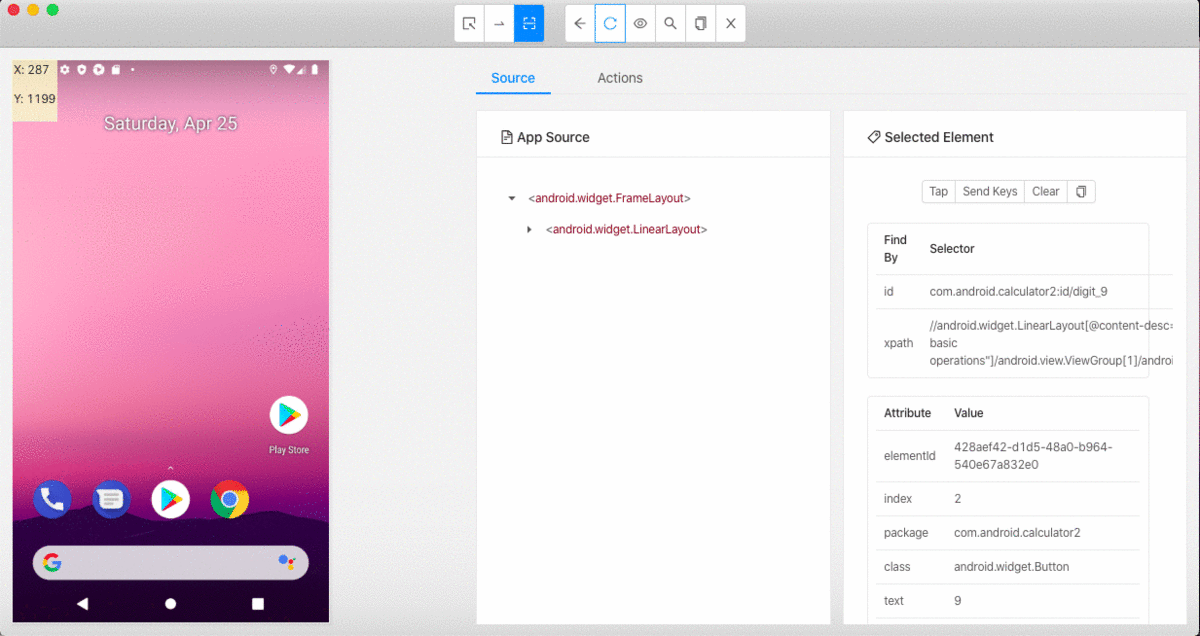 X: 287
Y: 1199
Saturday, Apr 25
Play Store
Source
Actions
App Source
<android.widget.FrameLayout>
<android.widget.LinearLayout>
Selected Element
Tap
Send Keys
Clear
Find By
Selector
id
com.android.calculator2:id/digit_9
xpath
//android.widget.LinearLayout[@content-desc=
basic
operations"]/android.view.ViewGroup[1]/androi
Attribute
Value
elementId
428aef42-d1d5-48a0-b964-
540e67a832e0
index
2
package
com.android.calculator2
class
android.widget.Button
text
9